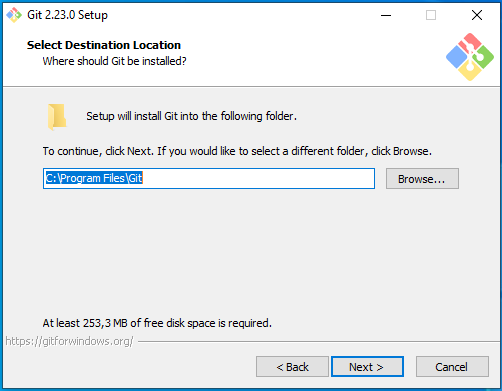 Git 2.23.0 Setup
Select Destination Location
Where should Git be installed?
Setup will install Git into the following folder.
To continue, click Next. If you would like to select a different folder, click Browse.
C:\Program Files\Git
Browse...
At least 253,3 MB of free disk space is required.
https://gitforwindows.org/
< Back
Next >
Cancel